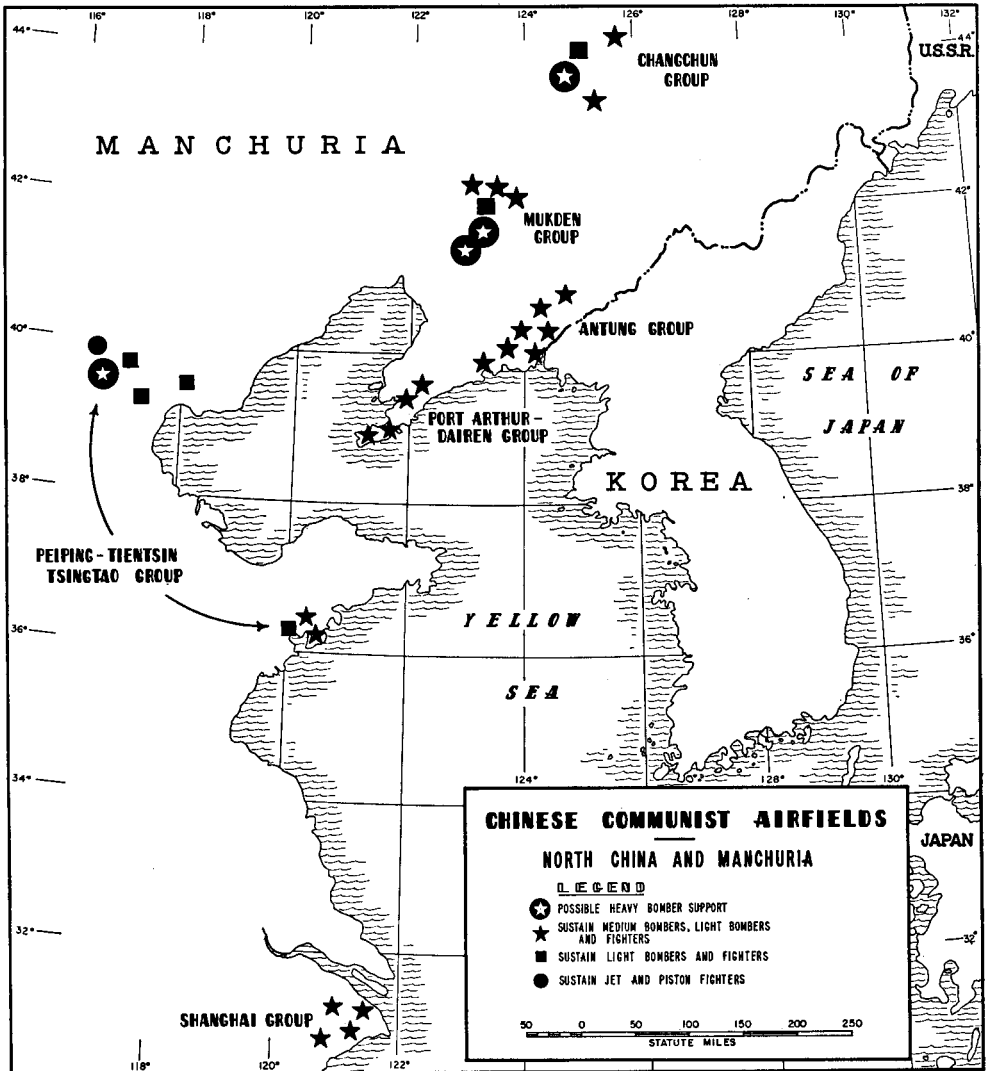 116°
118°
120°
122°
124°
126°
128°
130°
132°
44°
44°
U.S.S.R.
CHANGCHUN
GROUP
MANCHURIA
42°
42°
MUKDEN
GROUP
ANTUNG GROUP
40°
40°
SEA OF
JAPAN
PORT ARTHUR-
DAIREN GROUP
KOREA
38°
38°
PEIPING-TIENTSIN
TSINGTAO GROUP
YELLOW
SEA
36°
36°
34°
124°
128°
130°
CHINESE COMMUNIST AIRFIELDS
NORTH CHINA AND MANCHURIA
LEGEND
POSSIBLE HEAVY BOMBER SUPPORT
SUSTAIN MEDIUM BOMBERS, LIGHT BOMBERS
AND FIGHTERS
SUSTAIN LIGHT BOMBERS AND FIGHTERS
SUSTAIN JET AND PISTON FIGHTERS
50 0 50 100 150 200 250
STATUTE MILES
JAPAN
32°
32°
SHANGHAI GROUP
118°
120°
122°